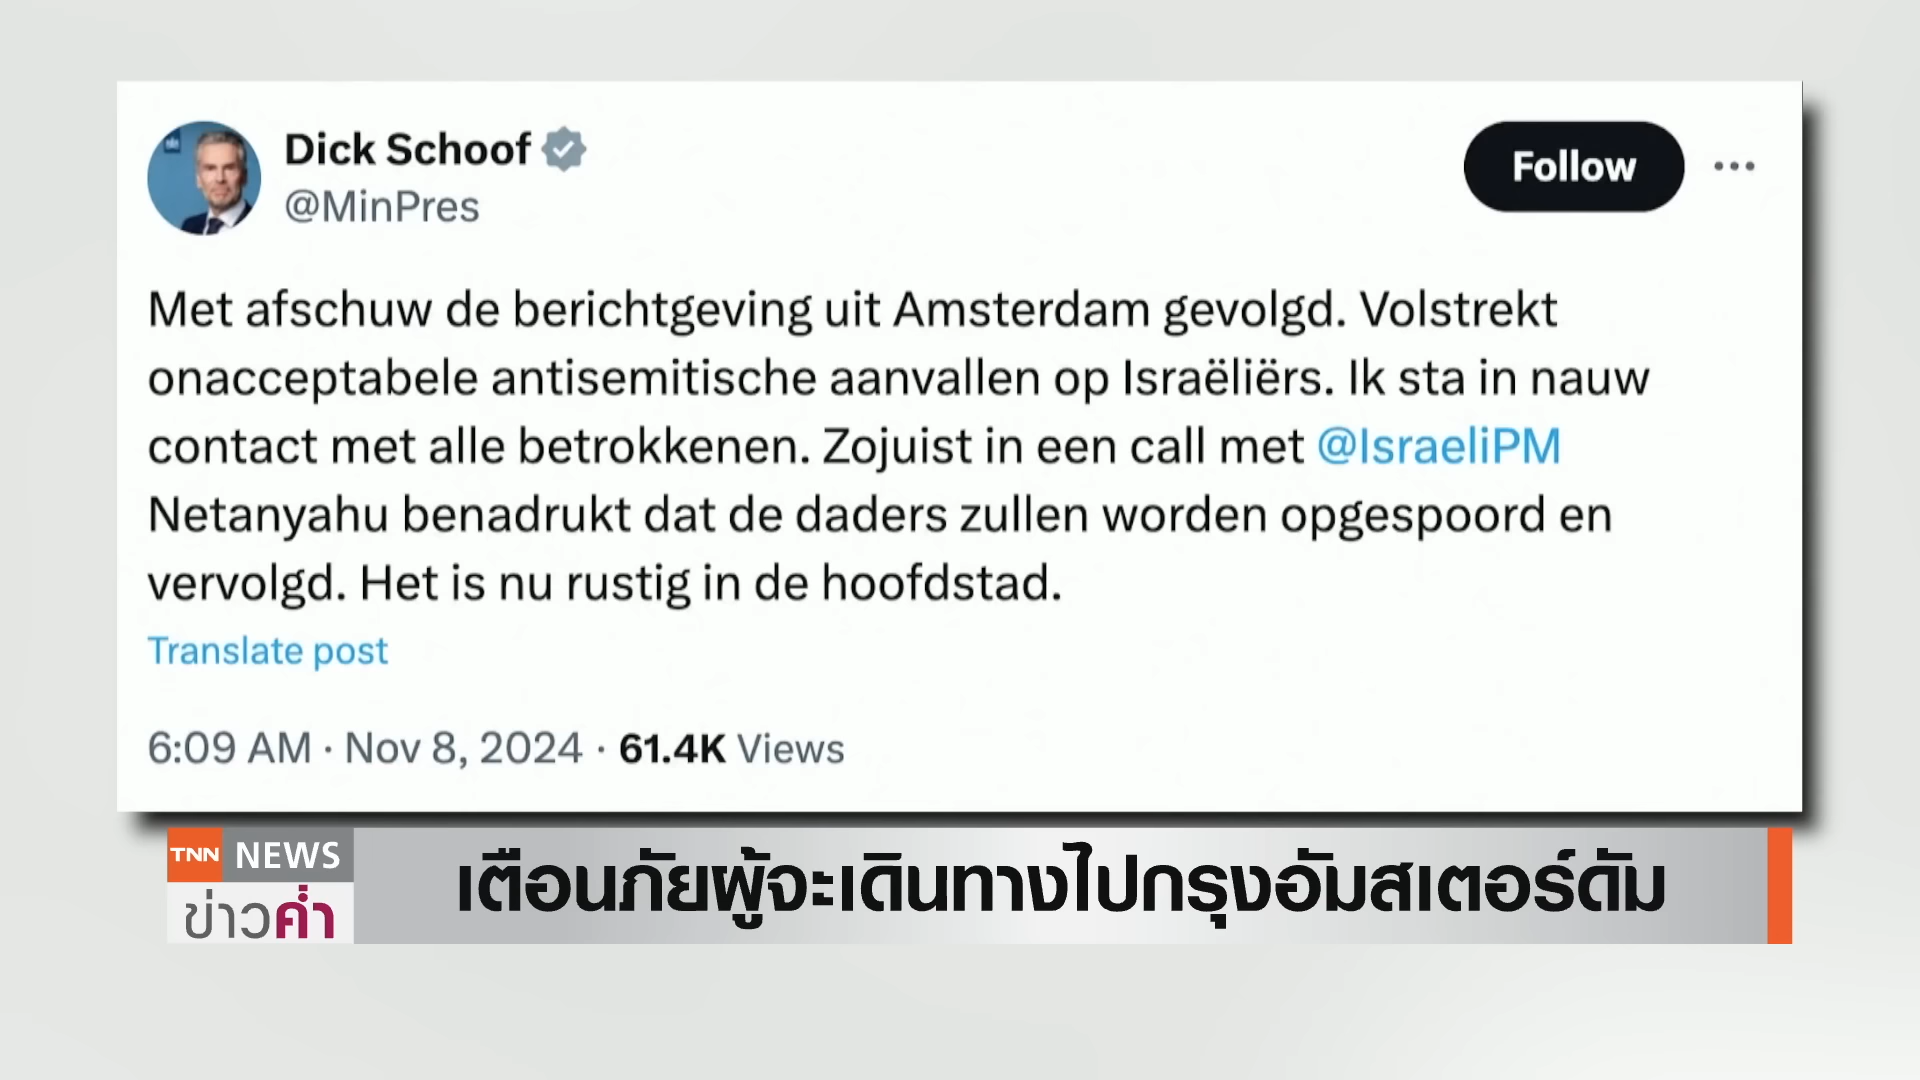 Dick Schoof
@MinPres
Follow
Met afschuw de berichtgeving uit Amsterdam gevolgd. Volstrekt
onacceptabele antisemitische aanvallen op Israëliërs. Ik sta in nauw
contact met alle betrokkenen. Zojuist in een call met @IsraeliPM
Netanyahu benadrukt dat de daders zullen worden opgespoord en
vervolgd. Het is nu rustig in de hoofdstad.
Translate post
6:09 AM · Nov 8, 2024 · 61.4K Views
TNN NEWS
ข่าวค่ำ
เตือนภัยผู้จะเดินทางไปกรุงอัมสเตอร์ดัม